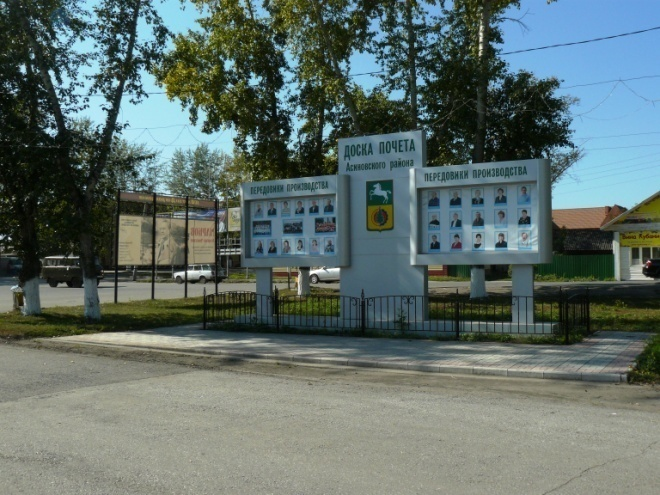 ДОСКА ПОЧЕТА
Асиновского района
ПЕРЕДОВИКИ ПРОИЗВОДСТВА
ПЕРЕДОВИКИ ПРОИЗВОДСТВА